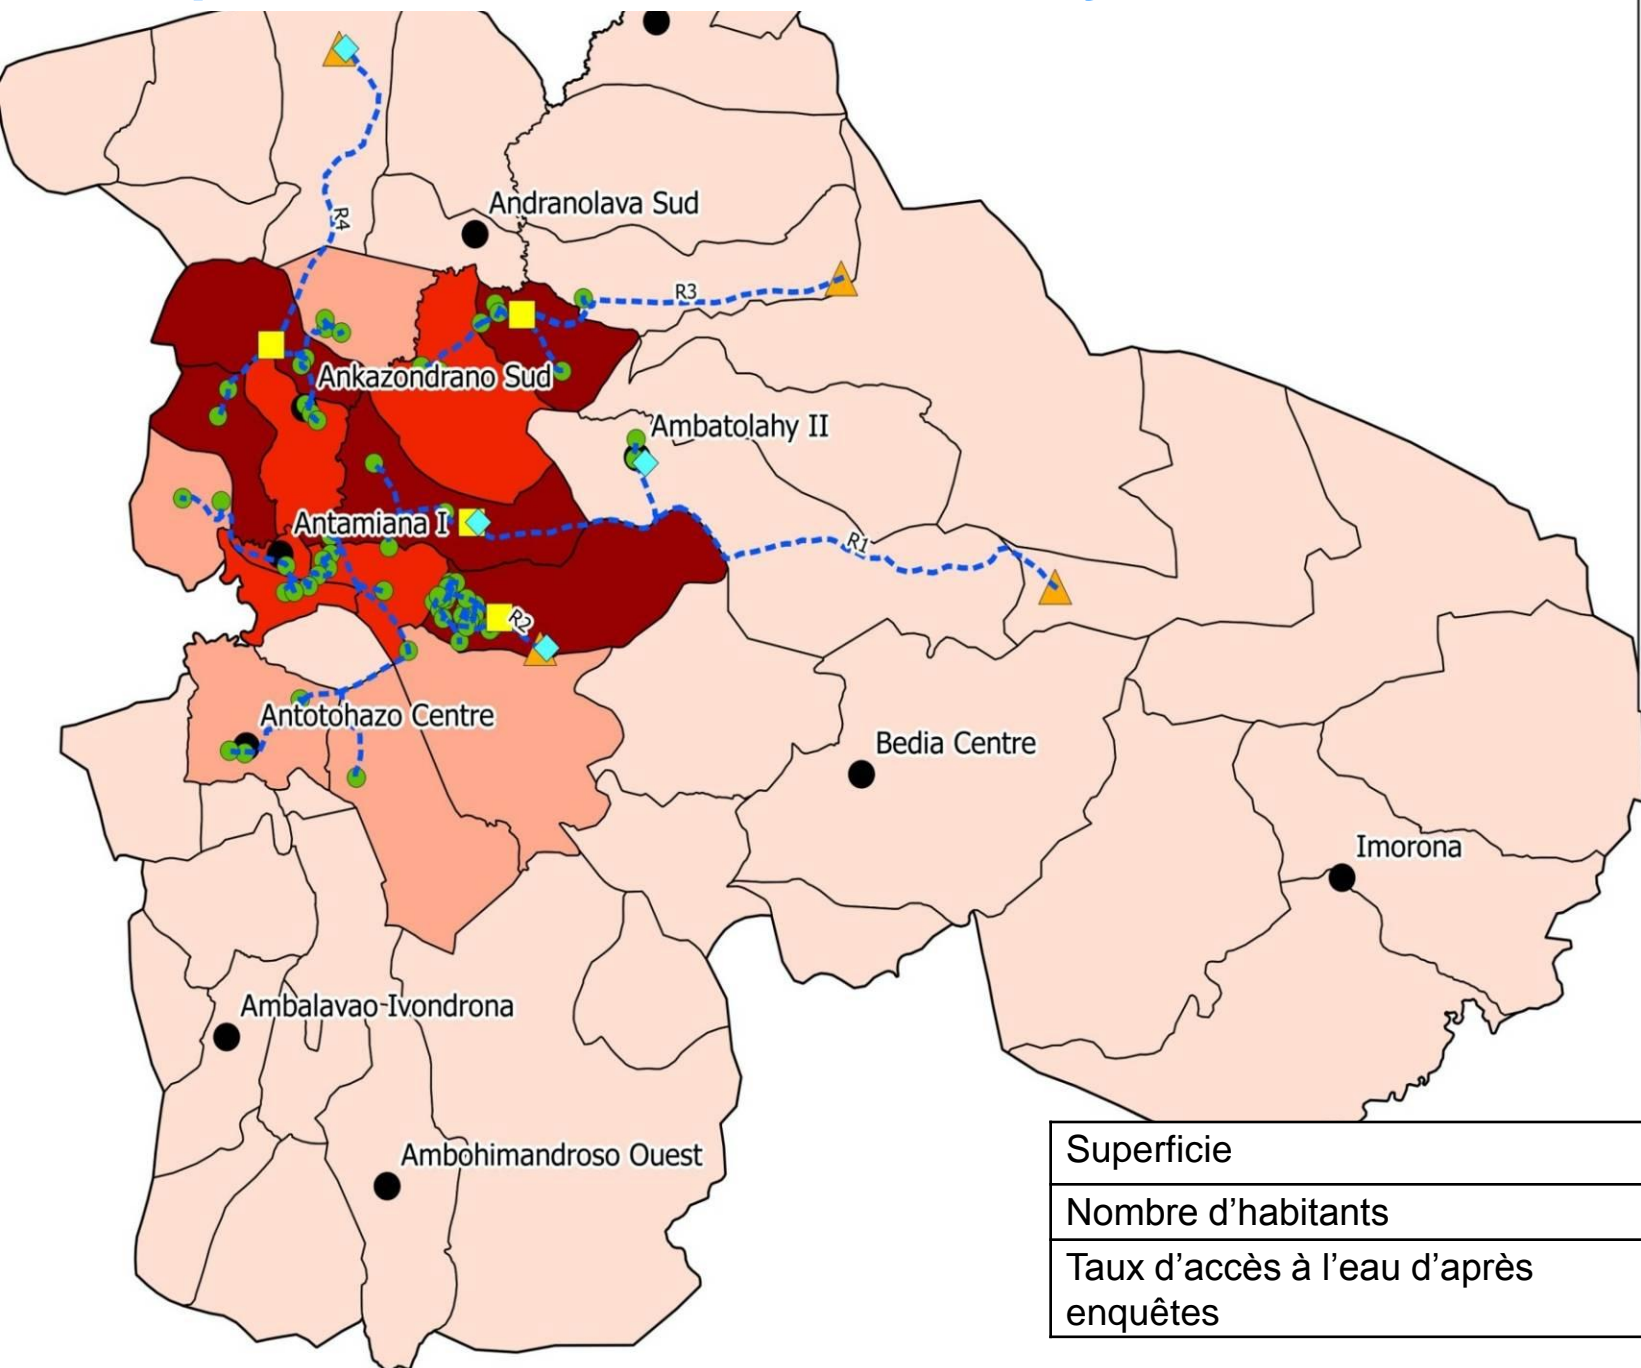 R4
Andranolava Sud
R3
Ankazondrano Sud
Ambatolahy II
Antamiana I
R1
R2
Antotohazo Centre
Bedia Centre
Imorona
Ambalavao-Ivondrona
Ambohimandroso Ouest
Superficie
Nombre d’habitants
Taux d’accès à l’eau d’après
enquêtes